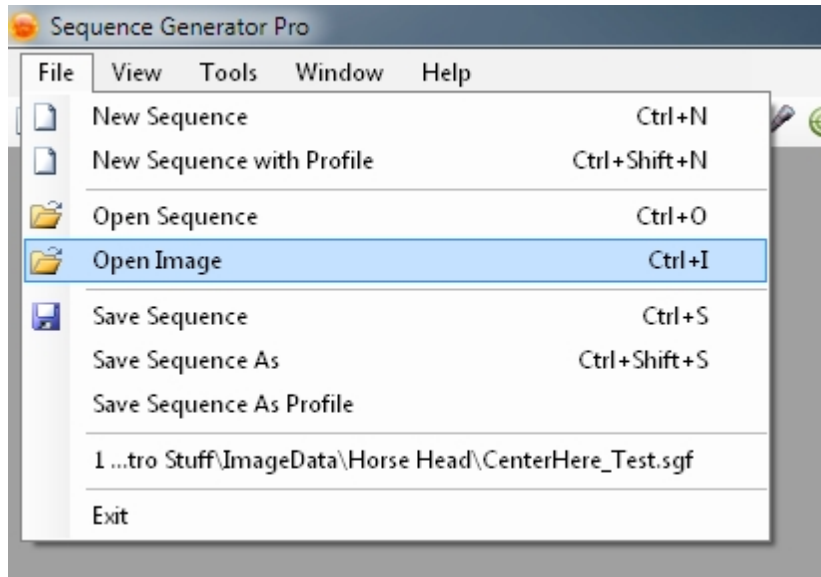 Sequence Generator Pro
File View Tools Window Help
New Sequence Ctrl+N
New Sequence with Profile Ctrl+Shift+N
Open Sequence Ctrl+O
Open Image Ctrl+I
Save Sequence Ctrl+S
Save Sequence As Ctrl+Shift+S
Save Sequence As Profile
1 ...tro Stuff\ImageData\Horse Head\CenterHere_Test.sgf
Exit